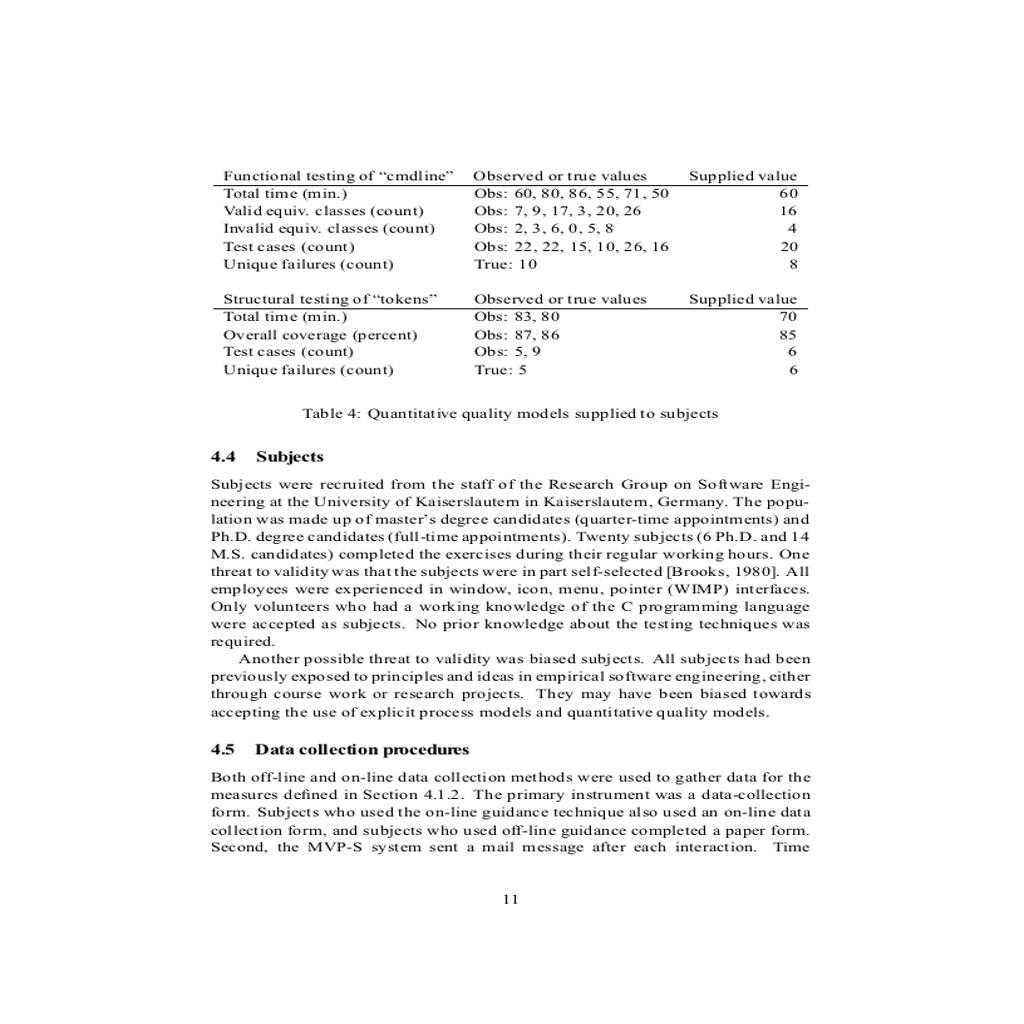 Functional testing of “cmdline” Observed or true values Supplied value
Total time (min.) Obs: 60, 80, 86, 55, 71, 50 60
Valid equiv. classes (count) Obs: 7, 9, 17, 3, 20, 26 16
Invalid equiv. classes (count) Obs: 2, 3, 6, 0, 5, 8 4
Test cases (count) Obs: 22, 22, 15, 10, 26, 16 20
Unique failures (count) True: 10 8
Structural testing of “tokens” Observed or true values Supplied value
Total time (min.) Obs: 83, 80 70
Overall coverage (percent) Obs: 87, 86 85
Test cases (count) Obs: 5, 9 6
Unique failures (count) True: 5 6
Table 4: Quantitative quality models supplied to subjects
4.4 Subjects
Subjects were recruited from the staff of the Research Group on Software Engi-
neering at the University of Kaiserslautern in Kaiserslautern, Germany. The popu-
lation was made up of master’s degree candidates (quarter-time appointments) and
Ph.D. degree candidates (full-time appointments). Twenty subjects (6 Ph.D. and 14
M.S. candidates) completed the exercises during their regular working hours. One
threat to validity was that the subjects were in part self-selected [Brooks, 1980]. All
employees were experienced in window, icon, menu, pointer (WIMP) interfaces.
Only volunteers who had a working knowledge of the C programming language
were accepted as subjects. No prior knowledge about the testing techniques was
required.
Another possible threat to validity was biased subjects. All subjects had been
previously exposed to principles and ideas in empirical software engineering, either
through course work or research projects. They may have been biased towards
accepting the use of explicit process models and quantitative quality models.
4.5 Data collection procedures
Both off-line and on-line data collection methods were used to gather data for the
measures defined in Section 4.1.2. The primary instrument was a data-collection
form. Subjects who used the on-line guidance technique also used an on-line data
collection form, and subjects who used off-line guidance completed a paper form.
Second, the MVP-S system sent a mail message after each interaction. Time
11